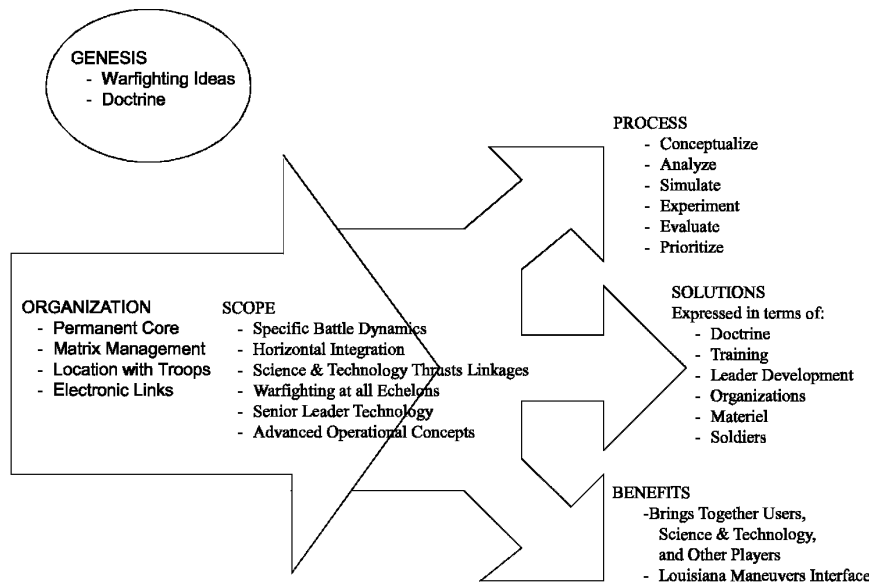 GENESIS
- Warfighting Ideas
- Doctrine
ORGANIZATION
- Permanent Core
- Matrix Management
- Location with Troops
- Electronic Links
SCOPE
- Specific Battle Dynamics
- Horizontal Integration
- Science & Technology Thrusts Linkages
- Warfighting at all Echelons
- Senior Leader Technology
- Advanced Operational Concepts
PROCESS
- Conceptualize
- Analyze
- Simulate
- Experiment
- Evaluate
- Prioritize
SOLUTIONS
Expressed in terms of:
- Doctrine
- Training
- Leader Development
- Organizations
- Materiel
- Soldiers
BENEFITS
-Brings Together Users,
Science & Technology,
and Other Players
- Louisiana Maneuvers Interface